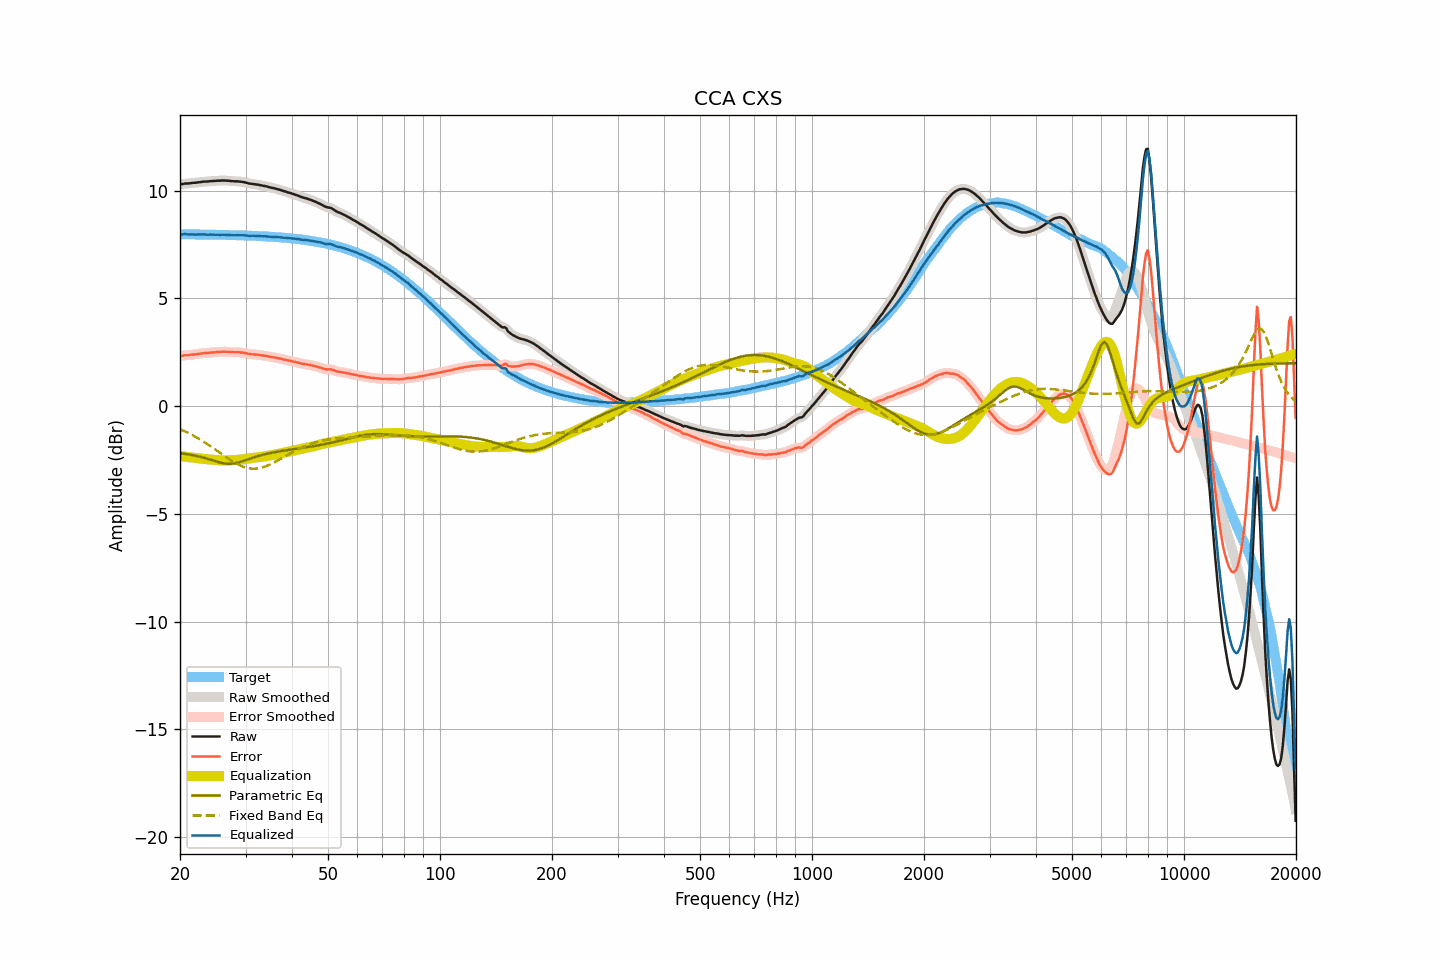 CCA CXS
10
5
0
−5
−10
−15
−20
Amplitude (dBr)
Target
Raw Smoothed
Error Smoothed
Raw
Error
Equalization
Parametric Eq
Fixed Band Eq
Equalized
20 50 100 200 500 1000 2000 5000 10000 20000
Frequency (Hz)